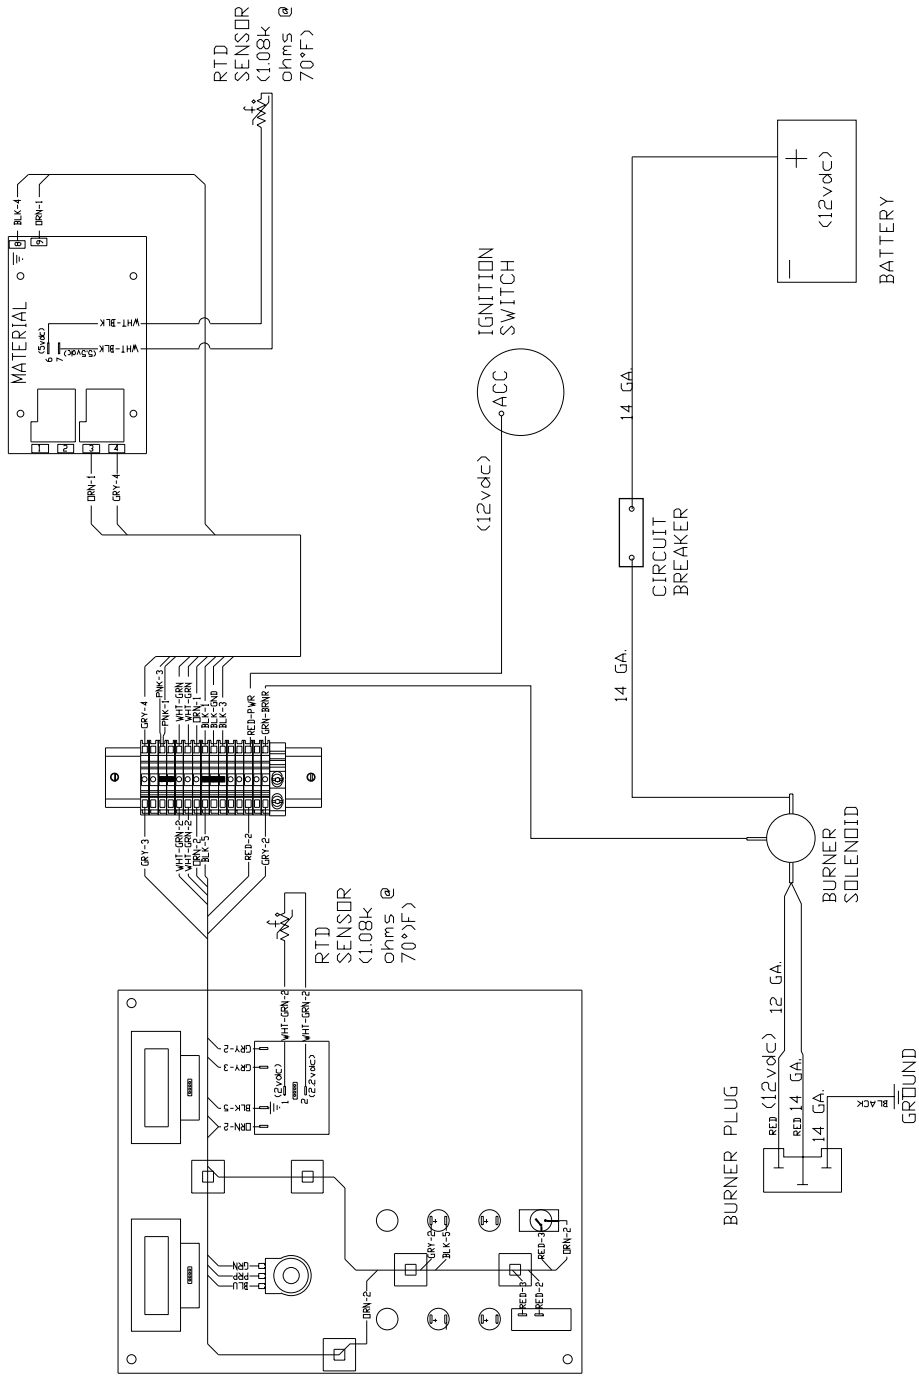 RTD
SENSOR
(1.08k
ohms @
70°F)
BLK-4
ORN-1
8
9
MATERIAL
(5vdc)
6
7
(5.5vdc)
WHT-BLK
WHT-BLK
1
2
3
4
ORN-1
GRY-4
IGNITION
SWITCH
ACC
(12vdc)
+
(12vdc)
BATTERY
14 GA.
CIRCUIT
BREAKER
14 GA.
GRY-4
PNK-1
PNK-3
WHT-GRN
WHT-GRN
ORN-1
BLK-1
BLK-GND
BLK-3
RED-PWR
GRN-BRNR
GRY-3
WHT-GRN-2
WHT-GRN-2
ORN-2
BLK-5
RED-2
GRY-2
RTD
SENSOR
(1.08k
ohms @
70°)F)
BURNER
SOLENOID
12 GA.
GRY-2
GRY-3
BLK-5
ORN-2
WHT-GRN-2
WHT-GRN-2
1
(2vdc)
2
(2.2vdc)
GRN
PRP
BLU
ORN-2
GRY-2
BLK-5
RED-3
ORN-2
RED-3
RED-2
BURNER PLUG
RED
(12vdc)
RED
14 GA.
14 GA.
BLACK
GROUND